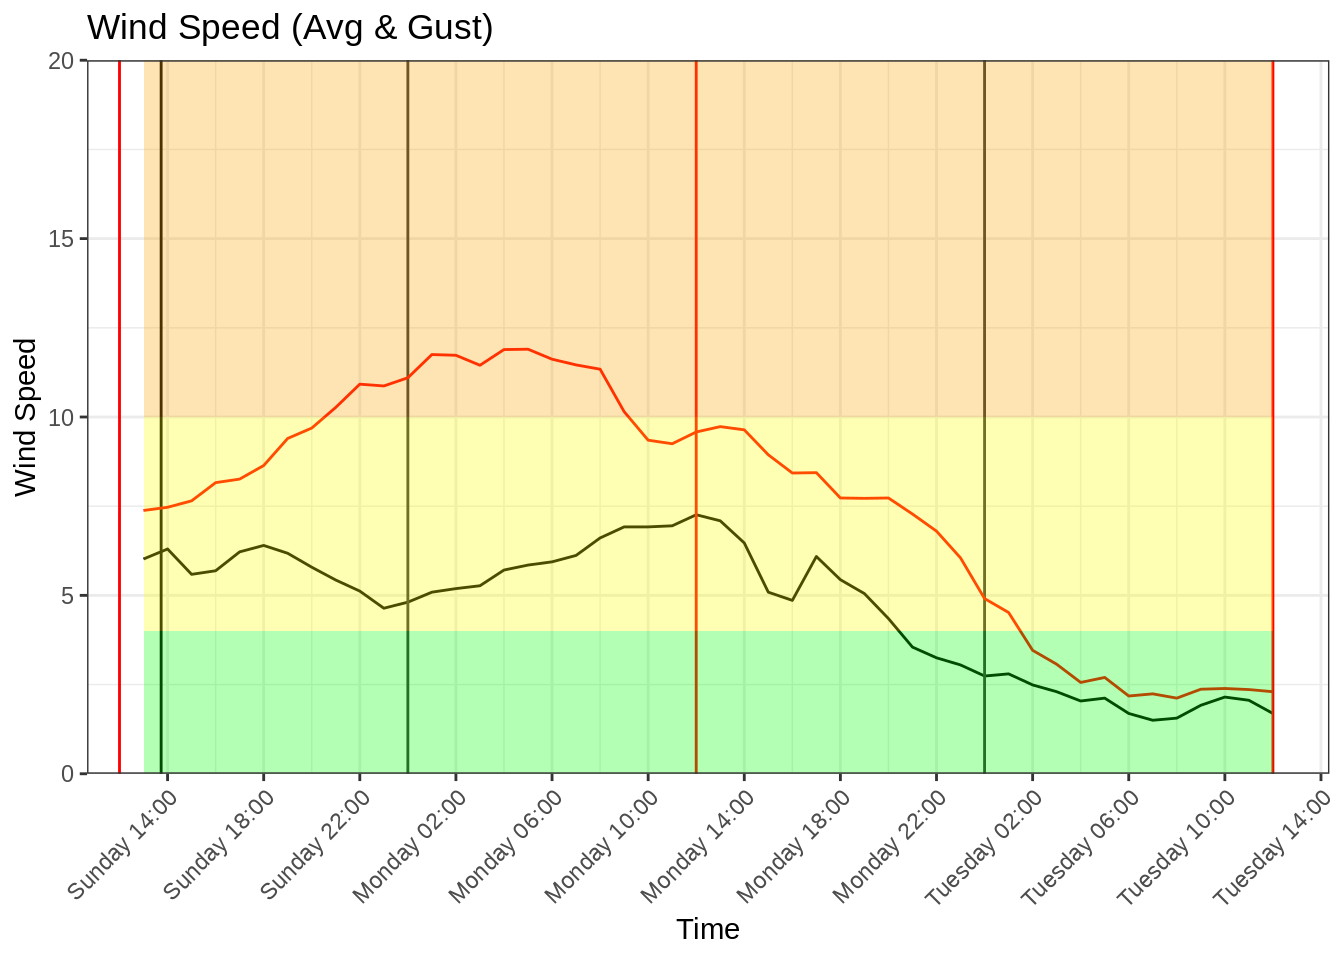 Wind Speed (Avg & Gust)
20
15
10
5
0
Wind Speed
Sunday 14:00
Sunday 18:00
Sunday 22:00
Monday 02:00
Monday 06:00
Monday 10:00
Monday 14:00
Monday 18:00
Monday 22:00
Tuesday 02:00
Tuesday 06:00
Tuesday 10:00
Tuesday 14:00
Time